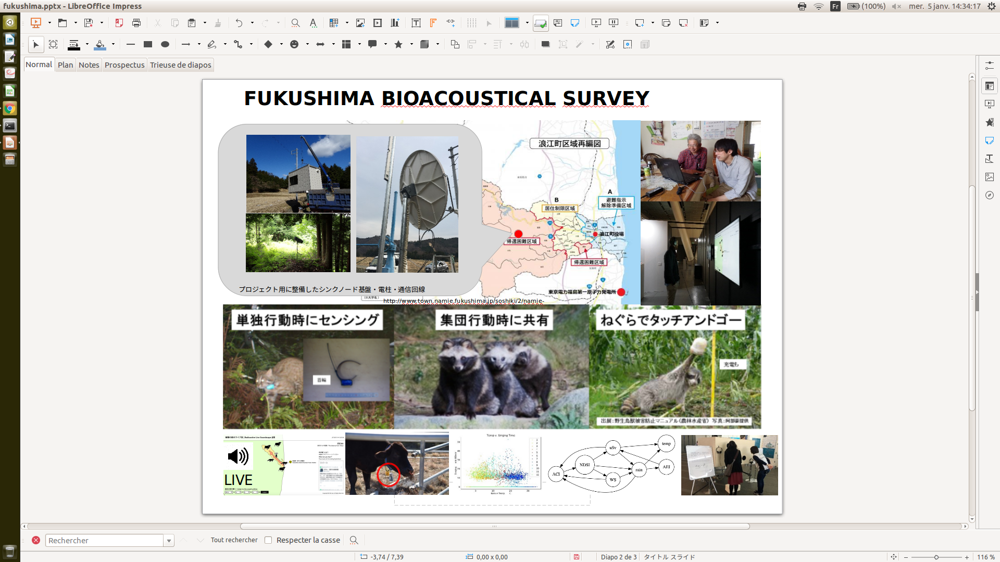 fukushima.pptx - LibreOffice Impress
Fr
(100%)
mer. 5 janv. 14:34:17
Normal
Plan
Notes
Prospectus
Trieuse de diapos
FUKUSHIMA BIOACOUSTICAL SURVEY
浪江町区域再編図
A
避難指示
解除準備区域
B
居住制限区域
浪江町役場
帰還困難区域
帰還困難区域
東京電力福島第一原子力発電所
プロジェクト用に整備したシンクノード基盤・電柱・通信回線
http://www.town.namie.fukushima.jp/soshiki/2/namie-
単独行動時にセンシング
集団行動時に共有
ねぐらでタッチアンドゴー
首輪
充電も
出展:野生鳥獣被害防止マニュアル(農林水産省) 写真:阿部豪提供
LIVE
Temp v. Singing Time
uSv
temp
NDSI
ACI
rain
AEI
WS
Rechercher
Tout rechercher
Respecter la casse
-3,74 / 7,39
0,00 x 0,00
Diapo 2 de 3
タイトル スライド
116 %